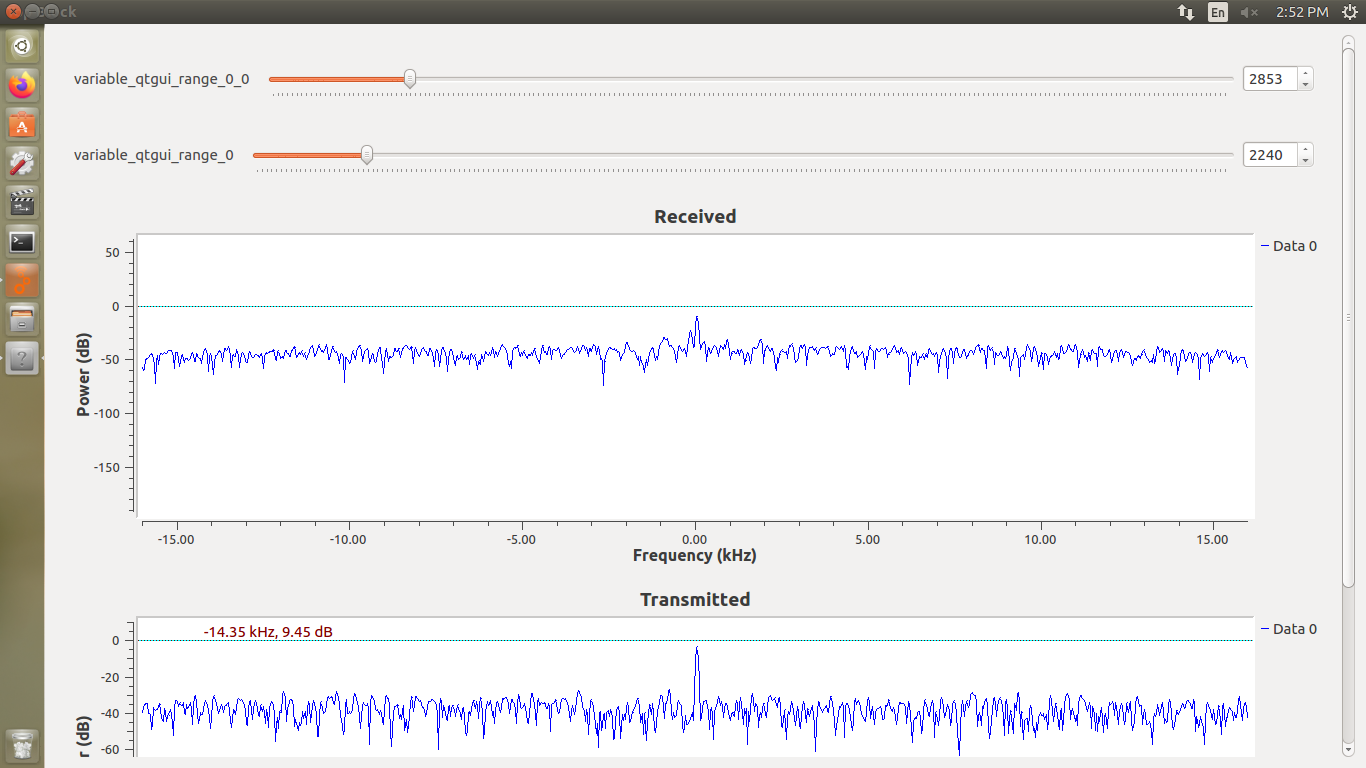 En
2:52 PM
variable_qtgui_range_0_0
2853
variable_qtgui_range_0
2240
Received
Data 0
50
0
-50
-100
-150
Power (dB)
-15.00
-10.00
-5.00
0.00
5.00
10.00
15.00
Frequency (kHz)
Transmitted
-14.35 kHz, 9.45 dB
Data 0
0
-20
-40
-60
r (dB)